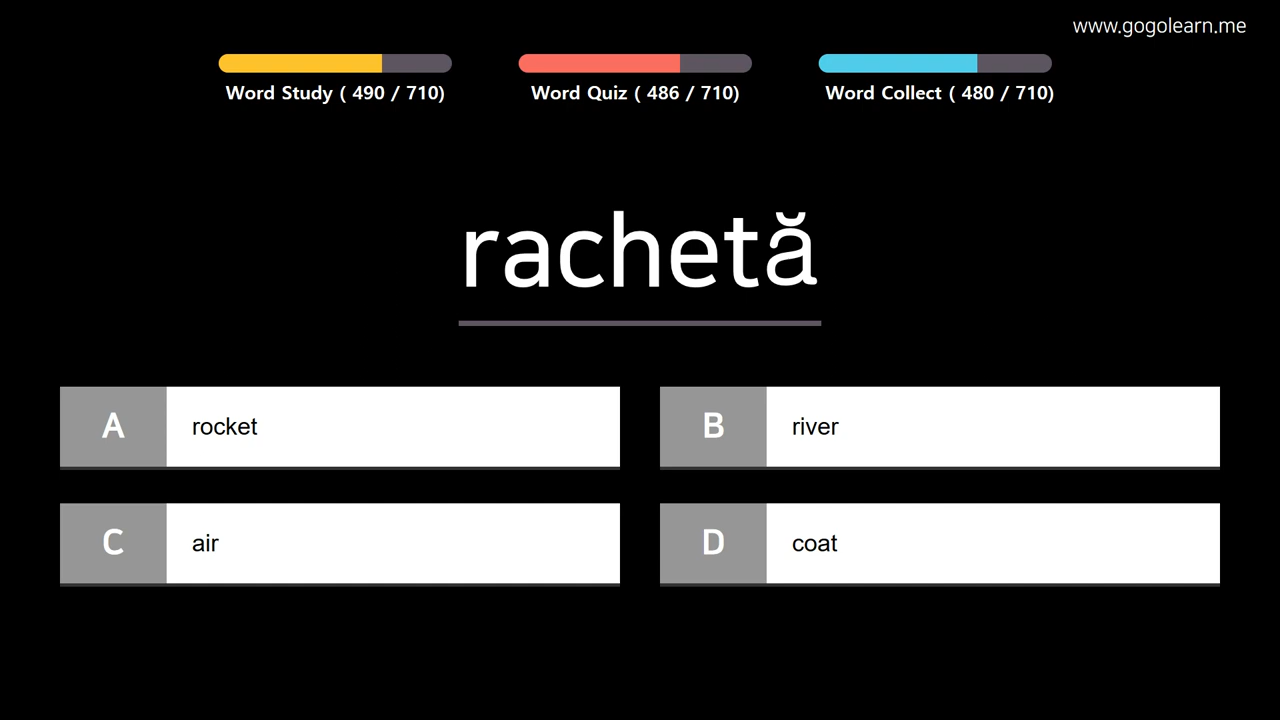 www.gogolearn.me
Word Study ( 490 / 710)
Word Quiz ( 486 / 710)
Word Collect ( 480 / 710)
rachetă
A rocket
B river
C air
D coat